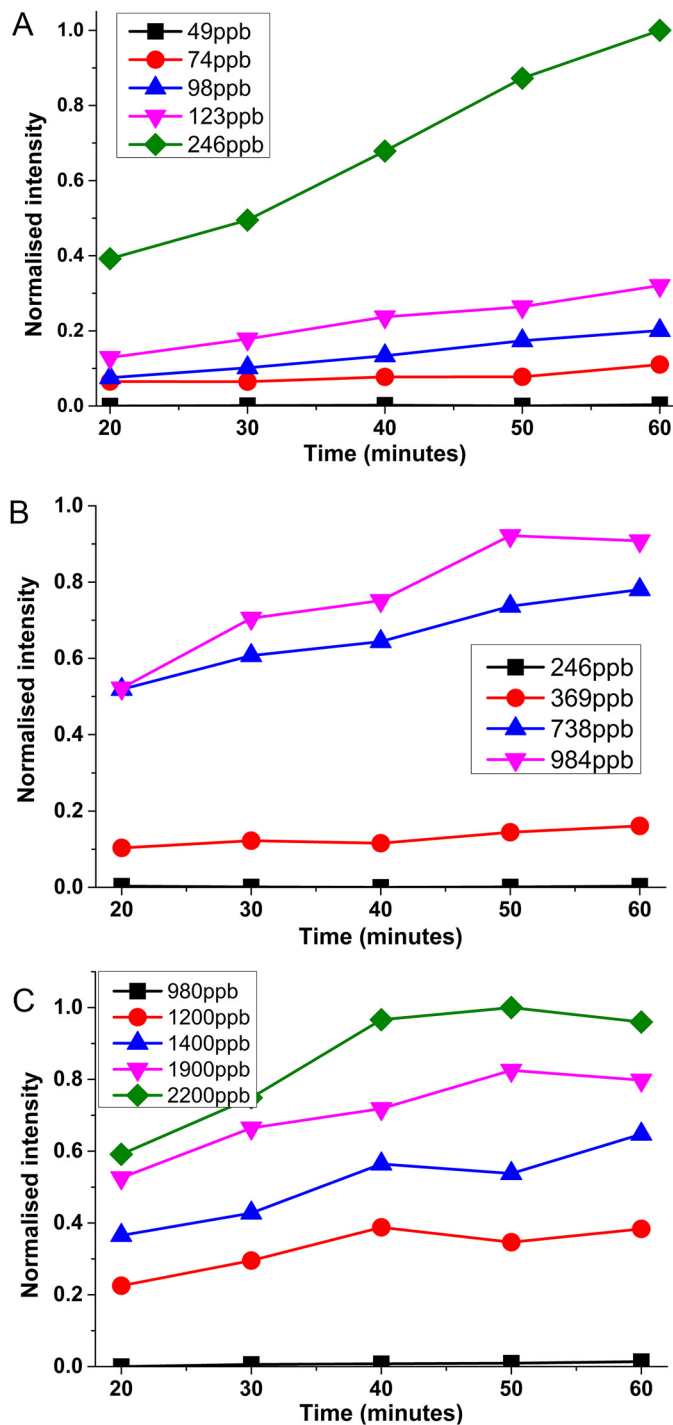 A
49ppb
74ppb
98ppb
123ppb
246ppb
Normalised intensity
1.0
0.8
0.6
0.4
0.2
0.0
20 30 40 50 60
Time (minutes)
B
246ppb
369ppb
738ppb
984ppb
Normalised intensity
1.0
0.8
0.6
0.4
0.2
0.0
20 30 40 50 60
Time (minutes)
C
980ppb
1200ppb
1400ppb
1900ppb
2200ppb
Normalised intensity
1.0
0.8
0.6
0.4
0.2
0.0
20 30 40 50 60
Time (minutes)